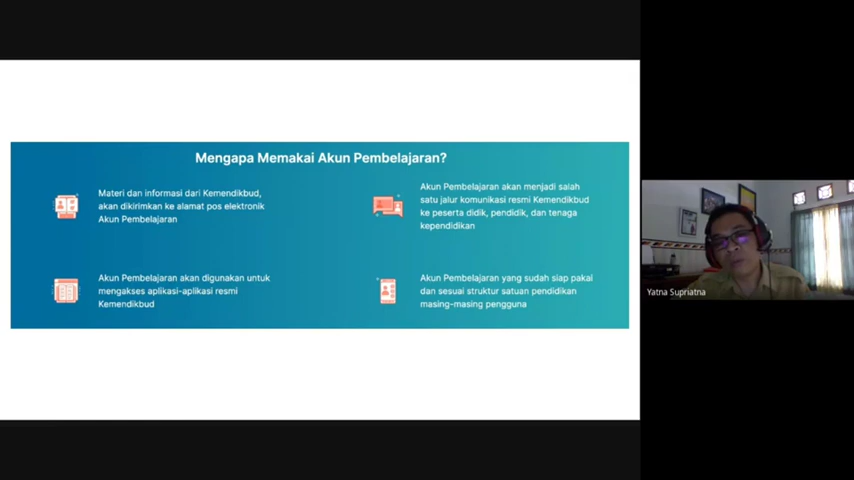 Mengapa Memakai Akun Pembelajaran?
Materi dan informasi dari Kemendikbud,
akan dikirimkan ke alamat pos elektronik
Akun Pembelajaran
Akun Pembelajaran akan menjadi salah
satu jalur komunikasi resmi Kemendikbud
ke peserta didik, pendidik, dan tenaga
kependidikan
Akun Pembelajaran akan digunakan untuk
mengakses aplikasi-aplikasi resmi
Kemendikbud
Akun Pembelajaran yang sudah siap pakai
dan sesuai struktur satuan pendidikan
masing-masing pengguna
Yatna Supriatna